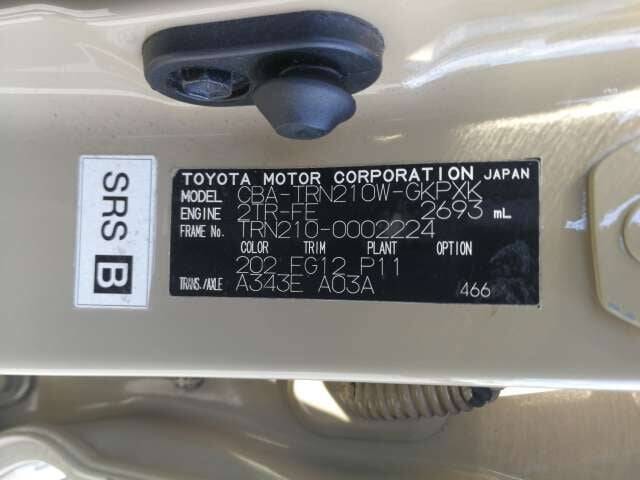 SRS B
TOYOTA MOTOR CORPORATION JAPAN
MODEL CBA-TRN210W-GKPXK
ENGINE 2TR-FE 2693 mL
FRAME No. TRN210-0002224
COLOR TRIM PLANT OPTION
202 FG12 P11
TRANS./AXLE A343E A03A 466